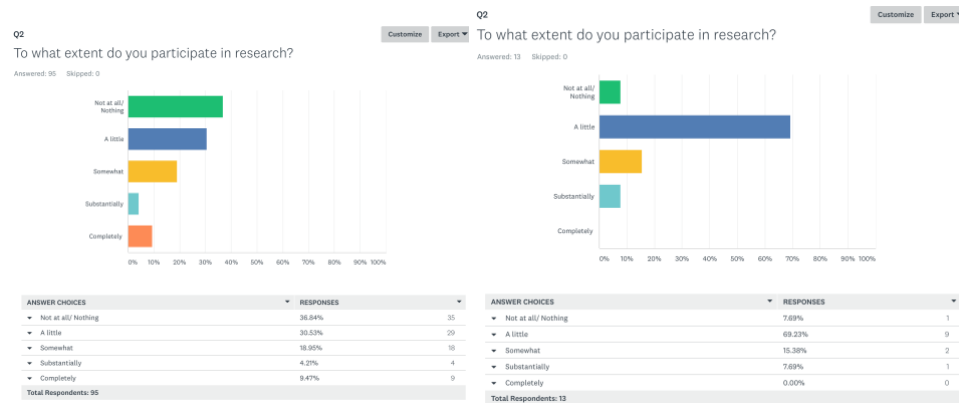 Q2
Customize Export
To what extent do you participate in research?
Answered: 95 Skipped: 0
Not at all/
Nothing
A little
Somewhat
Substantially
Completely
0% 10% 20% 30% 40% 50% 60% 70% 80% 90% 100%
ANSWER CHOICES RESPONSES
Not at all/ Nothing 36.84% 35
A little 30.53% 29
Somewhat 18.95% 18
Substantially 4.21% 4
Completely 9.47% 9
Total Respondents: 95
Q2
Customize Export
To what extent do you participate in research?
Answered: 13 Skipped: 0
Not at all/
Nothing
A little
Somewhat
Substantially
Completely
0% 10% 20% 30% 40% 50% 60% 70% 80% 90% 100%
ANSWER CHOICES RESPONSES
Not at all/ Nothing 7.69% 1
A little 69.23% 9
Somewhat 15.38% 2
Substantially 7.69% 1
Completely 0.00% 0
Total Respondents: 13